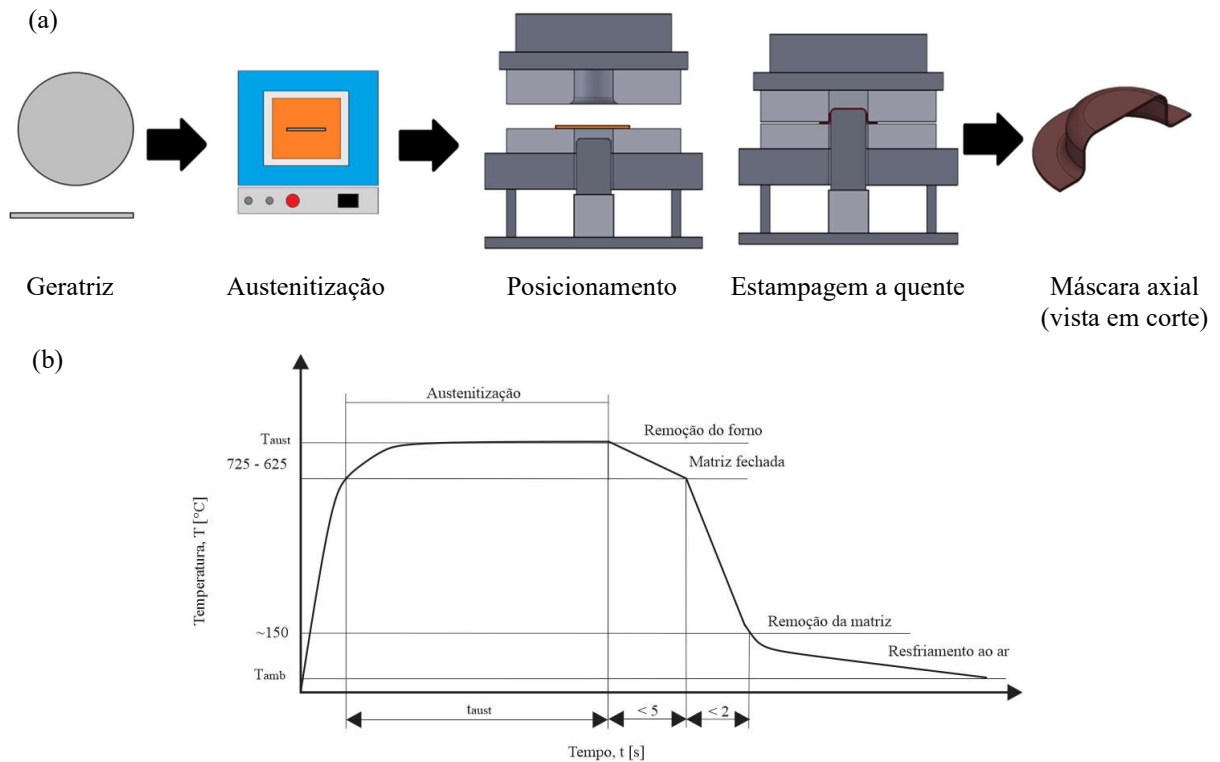 (a)
Geratriz
Austenitização
Posicionamento
Estampagem a quente
Máscara axial
(vista em corte)
(b)
Austenitização
Taust
Remoção do forno
725 - 625
Matriz fechada
Temperatura, T [°C]
~150
Remoção da matriz
Resfriamento ao ar
Tamb
taust
< 5
< 2
Tempo, t [s]